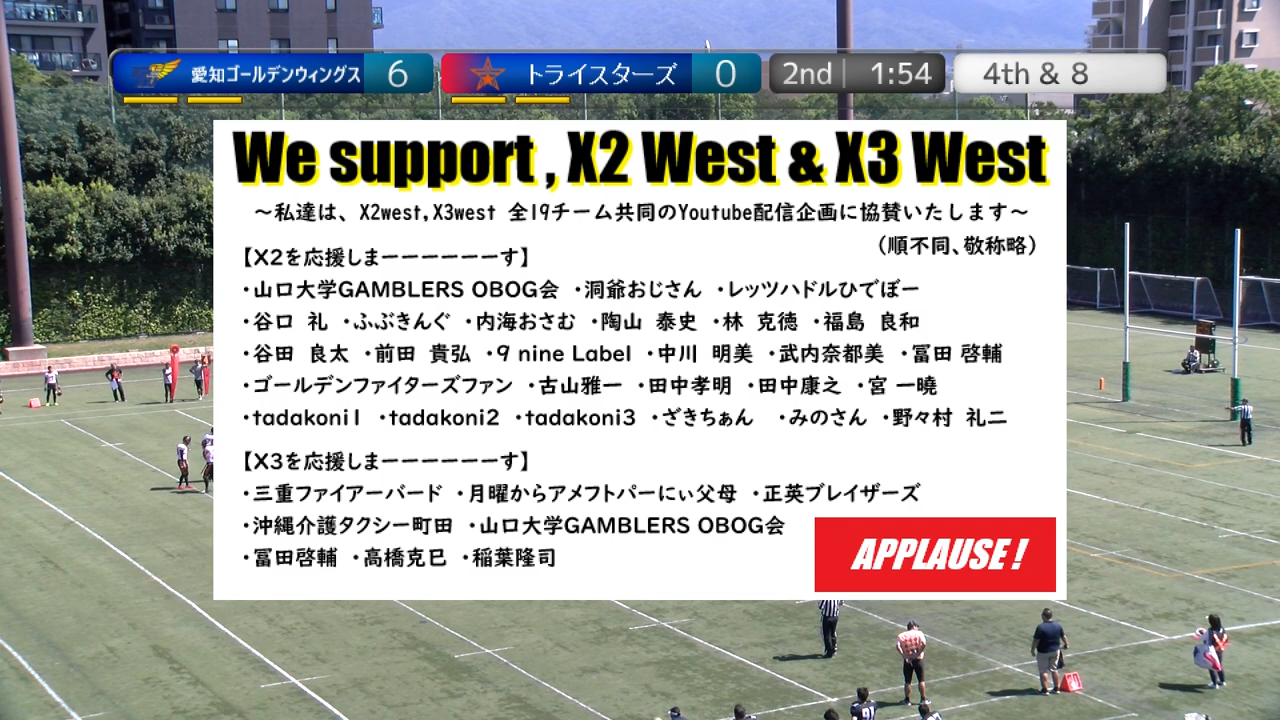 愛知ゴールデンウィングス 6 トライスターズ 0 2nd 1:54 4th & 8
We support , X2 West & X3 West
～私達は、X2west,X3west 全19チーム共同のYoutube配信企画に協賛いたします～
（順不同、敬称略）
【X2を応援しまーーーーーーす】
・山口大学GAMBLERS OBOG会 ・洞爺おじさん ・レッツハドルひでぼー
・谷口 礼 ・ふぶきんぐ ・内海おさむ ・陶山 泰史 ・林 克徳 ・福島 良和
・谷田 良太 ・前田 貴弘 ・9 nine Label ・中川 明美 ・武内奈都美 ・冨田 啓輔
・ゴールデンファイターズファン ・古山雅一 ・田中孝明 ・田中康之 ・宮 一曉
・tadakoni1 ・tadakoni2 ・tadakoni3 ・ざきちぁん ・みのさん ・野々村 礼二
【X3を応援しまーーーーーーす】
・三重ファイアーバード ・月曜からアメフトパーにぃ父母 ・正英ブレイザーズ
・沖縄介護タクシー町田 ・山口大学GAMBLERS OBOG会
・冨田啓輔 ・高橋克巳 ・稲葉隆司
APPLAUSE !